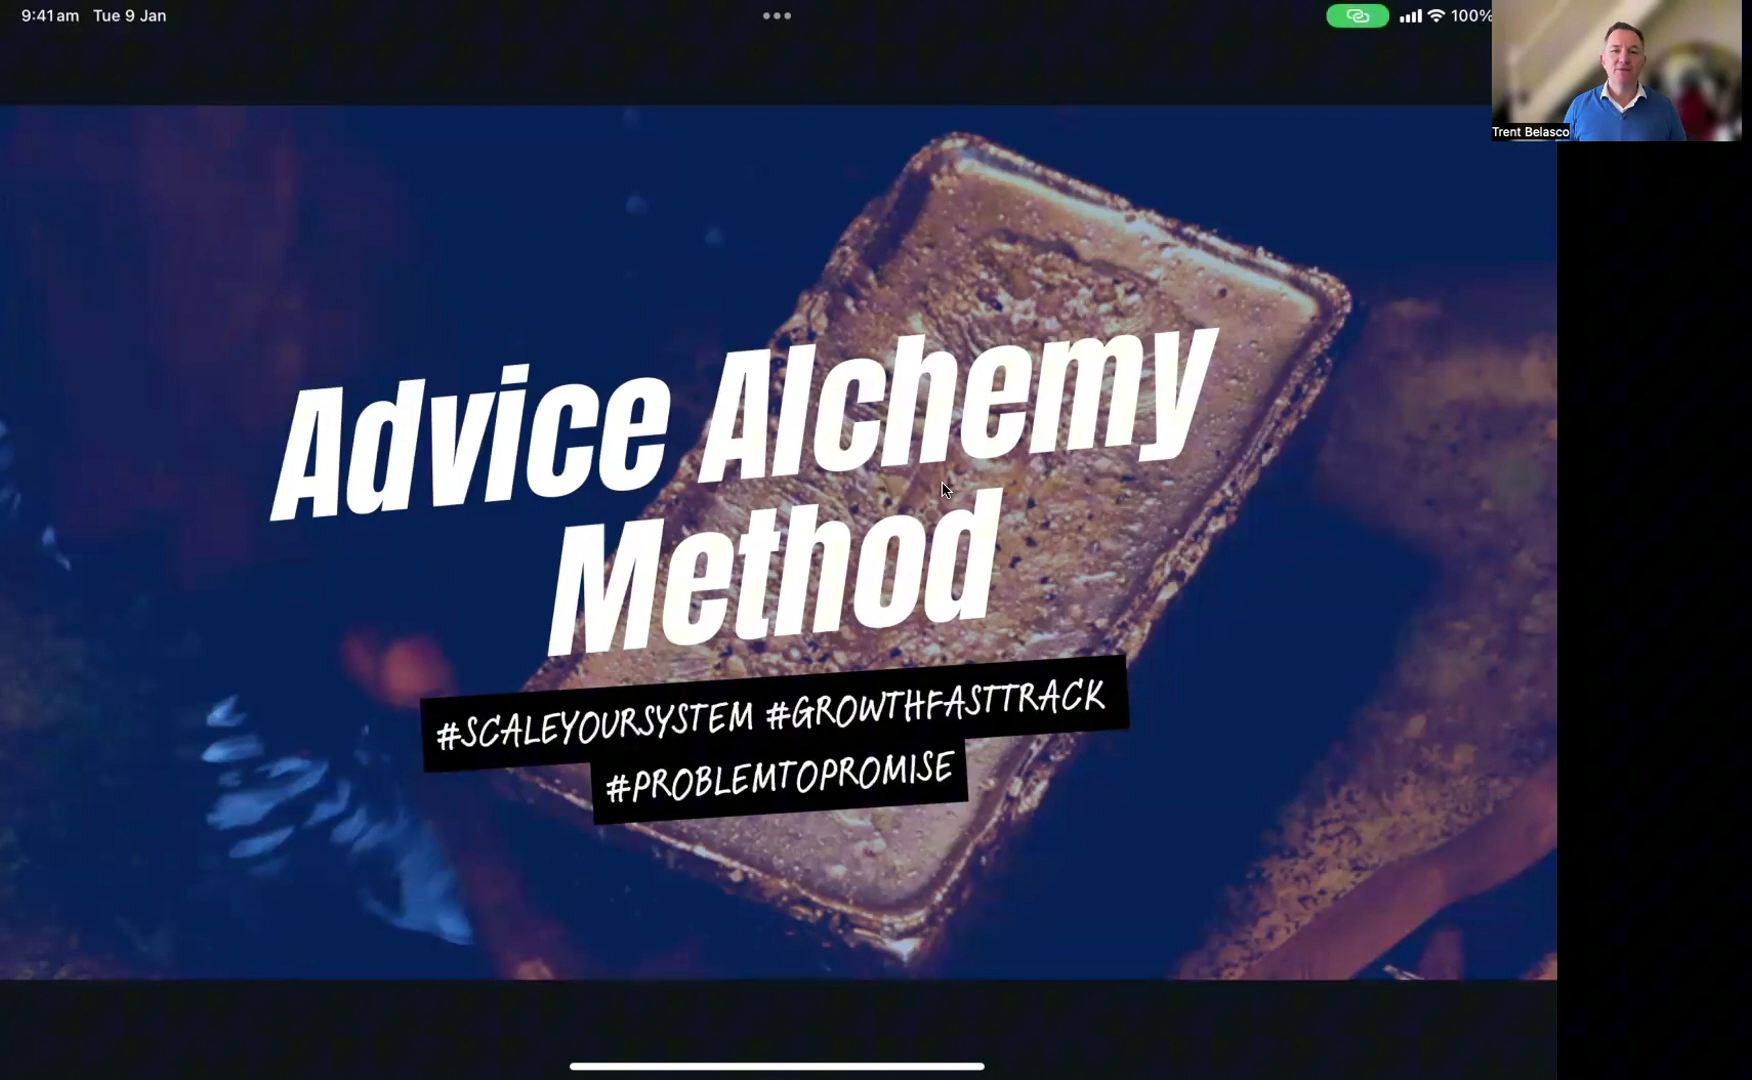 9:41 am Tue 9 Jan
100%
Trent Belasco
Advice Alchemy
Method
#SCALEYOURSYSTEM #GROWTHFASTTRACK
#PROBLEMTOPROMISE